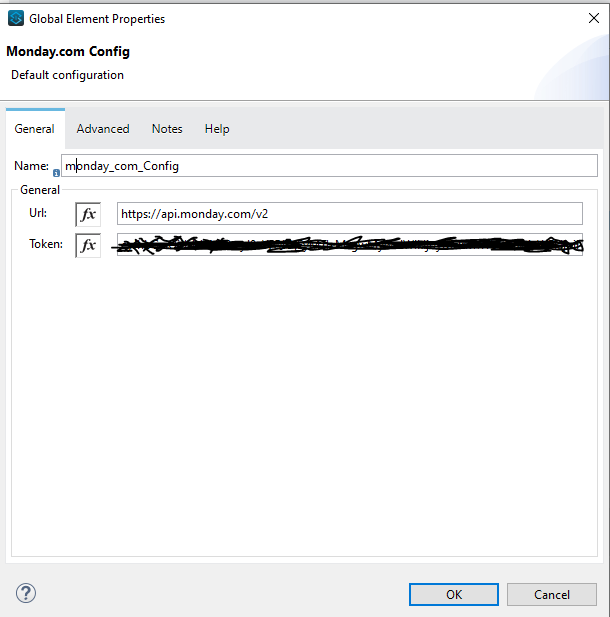 Global Element Properties
Monday.com Config
Default configuration
General Advanced Notes Help
Name: monday_com_Config
General
Url: fx https://api.monday.com/v2
Token: fx
OK Cancel